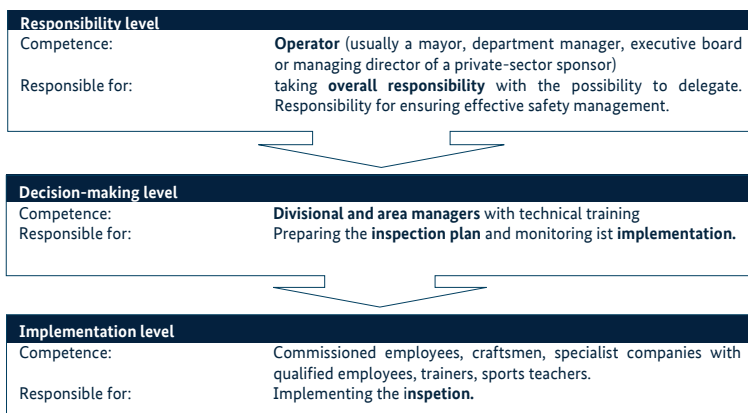 Responsibility level
Competence: Operator (usually a mayor, department manager, executive board
or managing director of a private-sector sponsor)
Responsible for: taking overall responsibility with the possibility to delegate.
Responsibility for ensuring effective safety management.
Decision-making level
Competence: Divisional and area managers with technical training
Responsible for: Preparing the inspection plan and monitoring ist implementation.
Implementation level
Competence: Commissioned employees, craftsmen, specialist companies with
qualified employees, trainers, sports teachers.
Responsible for: Implementing the inspetion.